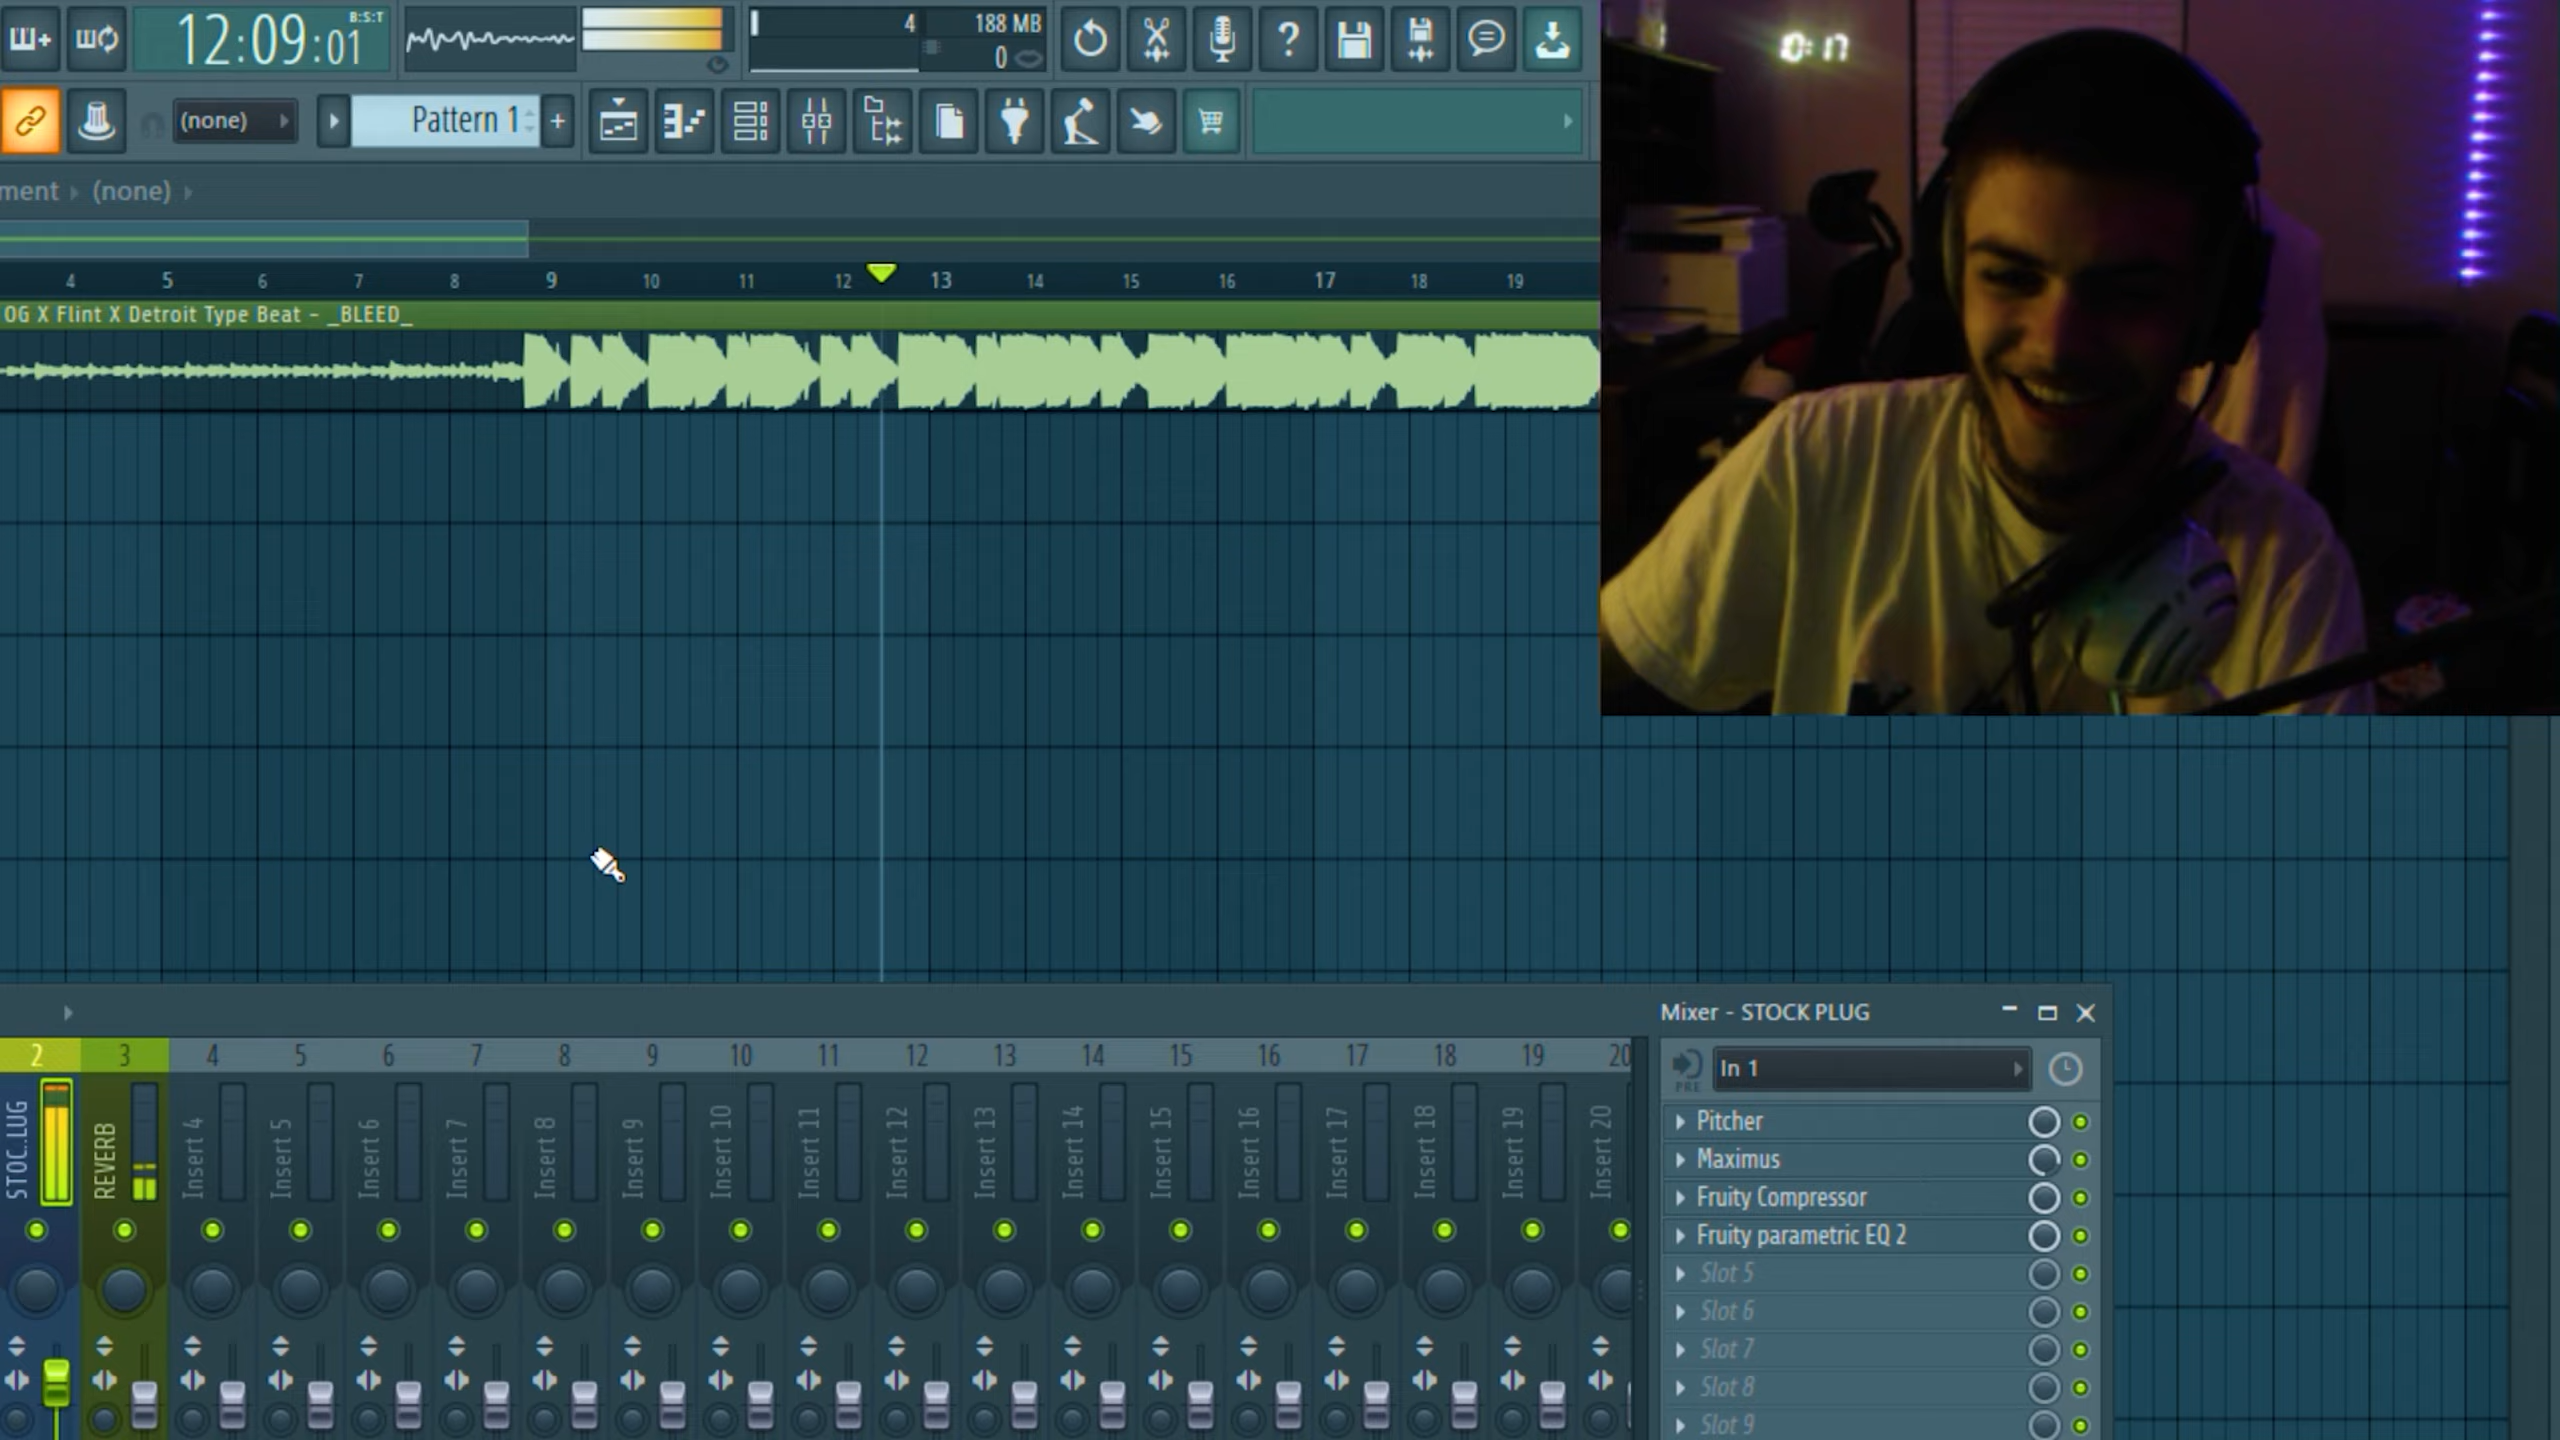 12:09:01
B:S:T
4
188 MB
0
0:17
(none)
Pattern 1
+
?
ment
(none)
4 5 6 7 8 9 10 11 12 13 14 15 16 17 18 19
OG X Flint X Detroit Type Beat - _BLEED_
Mixer - STOCK PLUG
2 3 4 5 6 7 8 9 10 11 12 13 14 15 16 17 18 19 20
In 1
PRE
STOC.LUG
REVERB
Insert 4
Insert 5
Insert 6
Insert 7
Insert 8
Insert 9
Insert 10
Insert 11
Insert 12
Insert 13
Insert 14
Insert 15
Insert 16
Insert 17
Insert 18
Insert 19
Insert 20
Pitcher
Maximus
Fruity Compressor
Fruity parametric EQ 2
Slot 5
Slot 6
Slot 7
Slot 8
Slot 9